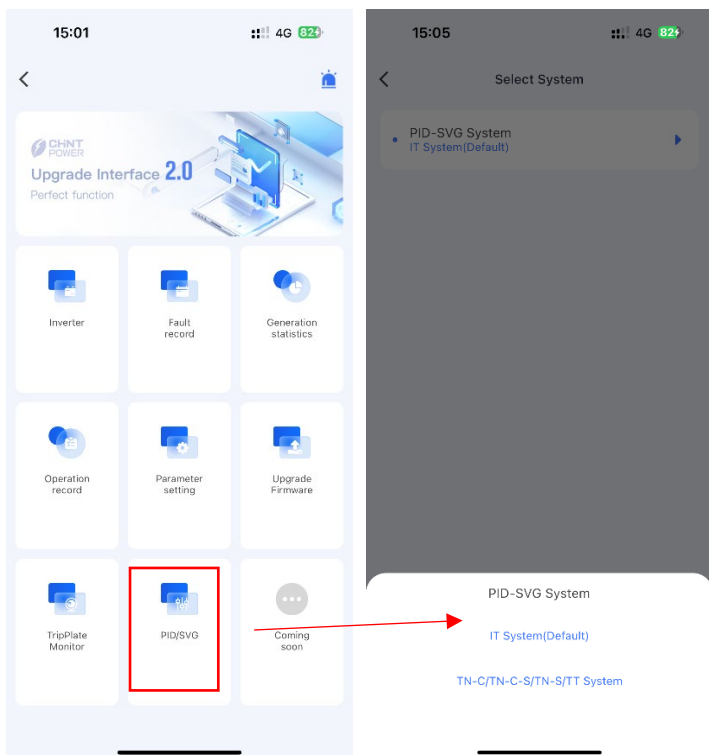 15:01
4G 82
CHNT
POWER
Upgrade Interface 2.0
Perfect function
Inverter
Fault
record
Generation
statistics
Operation
record
Parameter
setting
Upgrade
Firmware
TripPlate
Monitor
PID/SVG
Coming
soon
15:05
4G 82
Select System
PID-SVG System
IT System(Default)
PID-SVG System
IT System(Default)
TN-C/TN-C-S/TN-S/TT System